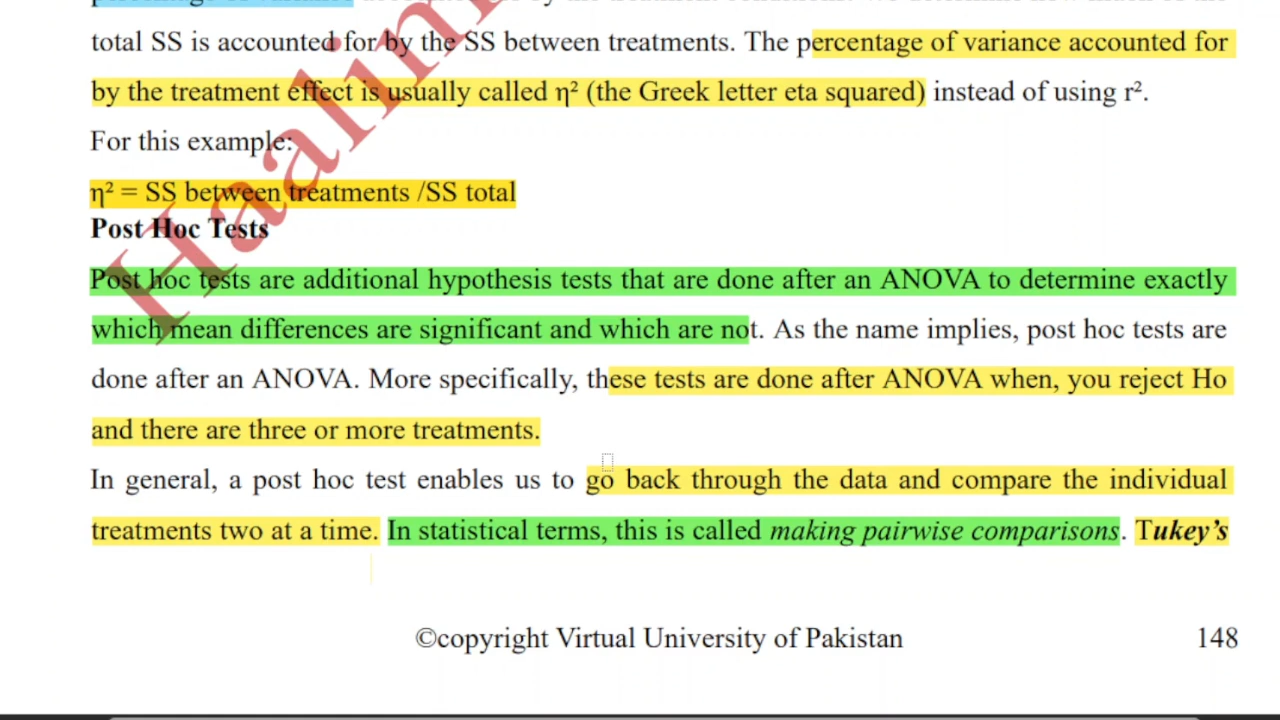 total SS is accounted for by the SS between treatments. The percentage of variance accounted for
by the treatment effect is usually called η² (the Greek letter eta squared) instead of using r².
For this example:
η² = SS between treatments /SS total
Post Hoc Tests
Post hoc tests are additional hypothesis tests that are done after an ANOVA to determine exactly
which mean differences are significant and which are not. As the name implies, post hoc tests are
done after an ANOVA. More specifically, these tests are done after ANOVA when, you reject Ho
and there are three or more treatments.
In general, a post hoc test enables us to go back through the data and compare the individual
treatments two at a time. In statistical terms, this is called making pairwise comparisons. Tukey’s
©copyright Virtual University of Pakistan 148
Haalim